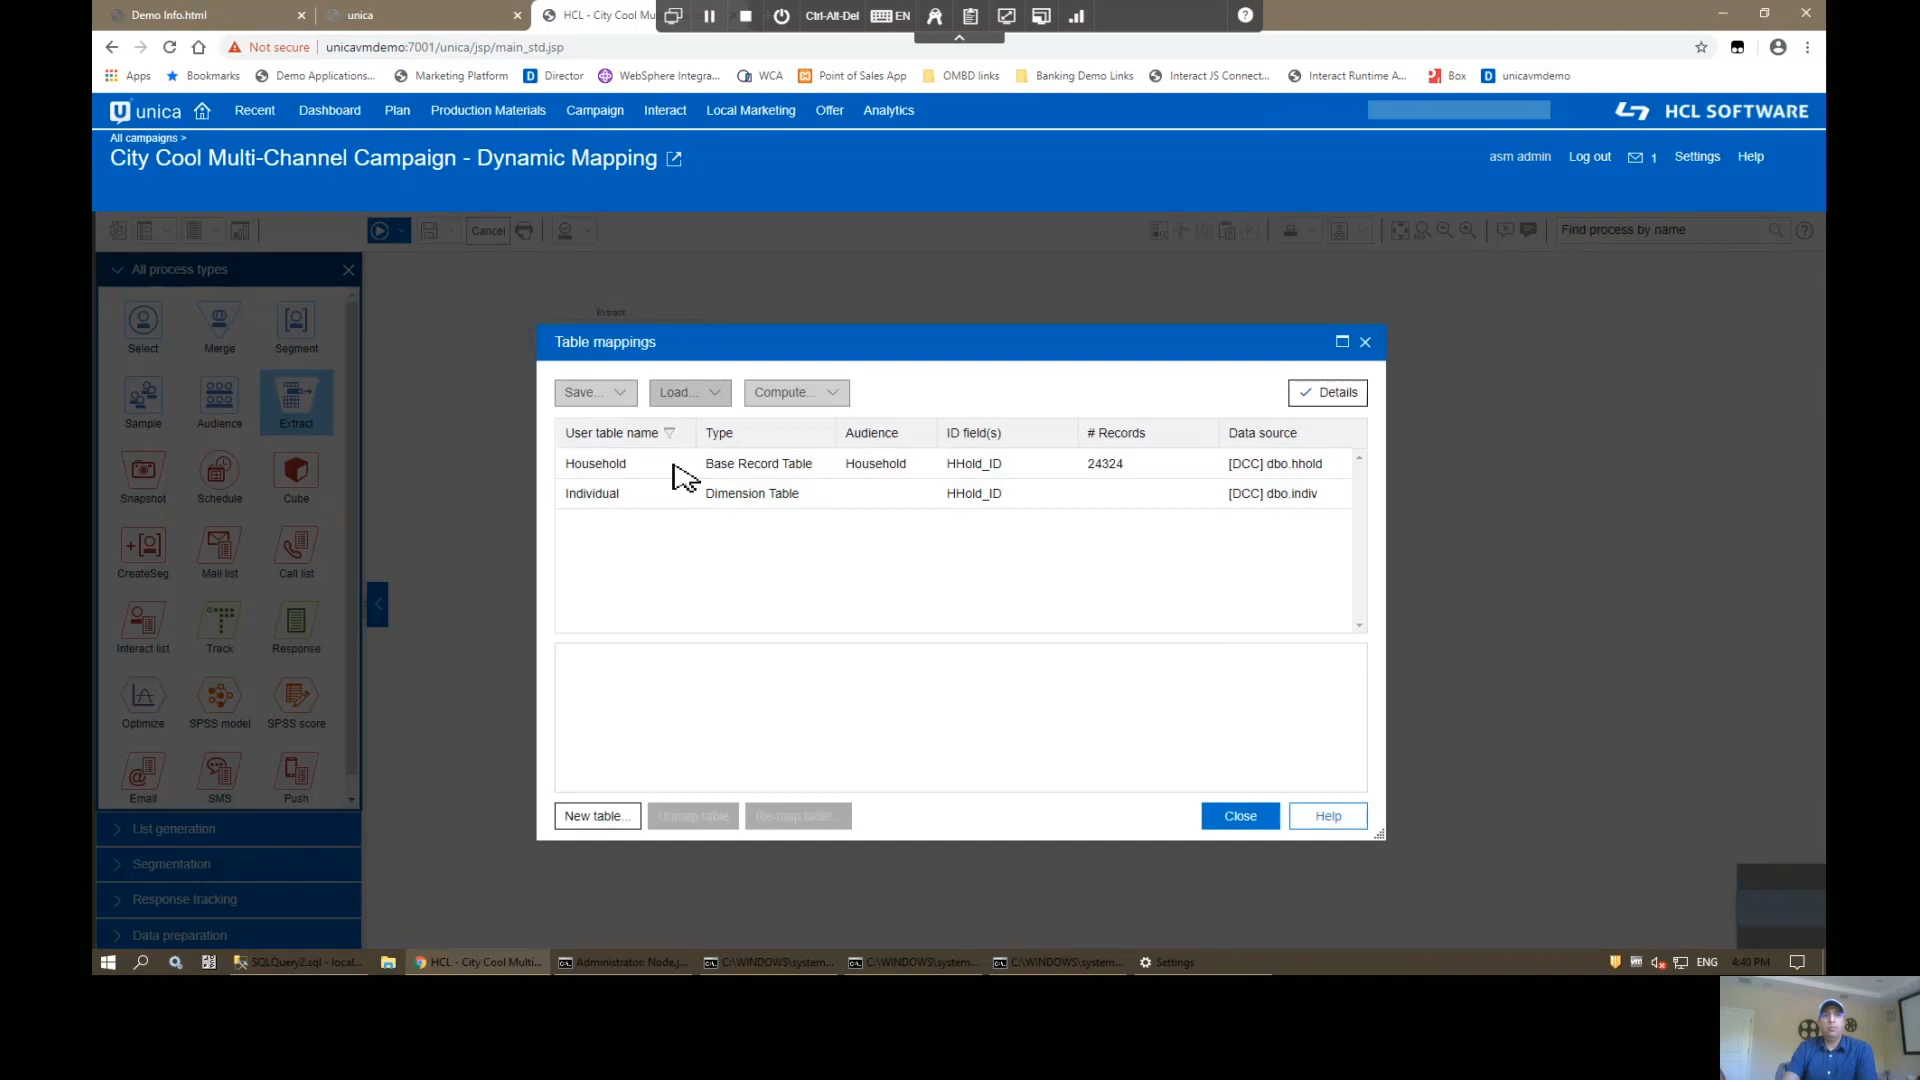 Demo Info.html
unica
HCL - City Cool Mu
Ctrl-Alt-Del
EN
Not secure
unicavmdemo:7001/unica/jsp/main_std.jsp
Apps
Bookmarks
Demo Applications...
Marketing Platform
Director
WebSphere Integra...
WCA
Point of Sales App
OMBD links
Banking Demo Links
Interact JS Connect...
Interact Runtime A...
Box
unicavmdemo
unica
Recent
Dashboard
Plan
Production Materials
Campaign
Interact
Local Marketing
Offer
Analytics
HCL SOFTWARE
All campaigns >
City Cool Multi-Channel Campaign - Dynamic Mapping
asm admin
Log out
1
Settings
Help
Cancel
Find process by name
All process types
Extract
Select
Merge
Segment
Sample
Audience
Extract
Snapshot
Schedule
Cube
CreateSeg
Mail list
Call list
Interact list
Track
Response
Optimize
SPSS model
SPSS score
Email
SMS
Push
List generation
Segmentation
Response tracking
Data preparation
Table mappings
Save...
Load...
Compute...
Details
User table name
Type
Audience
ID field(s)
# Records
Data source
Household
Base Record Table
Household
HHold_ID
24324
[DCC] dbo.hhold
Individual
Dimension Table
HHold_ID
[DCC] dbo.indiv
New table...
Unmap table
Re-map table...
Close
Help
SQLQuery2.sql - local...
HCL - City Cool Multi...
Administrator: Node.j...
C:\WINDOWS\system...
C:\WINDOWS\system...
C:\WINDOWS\system...
Settings
ENG
4:40 PM